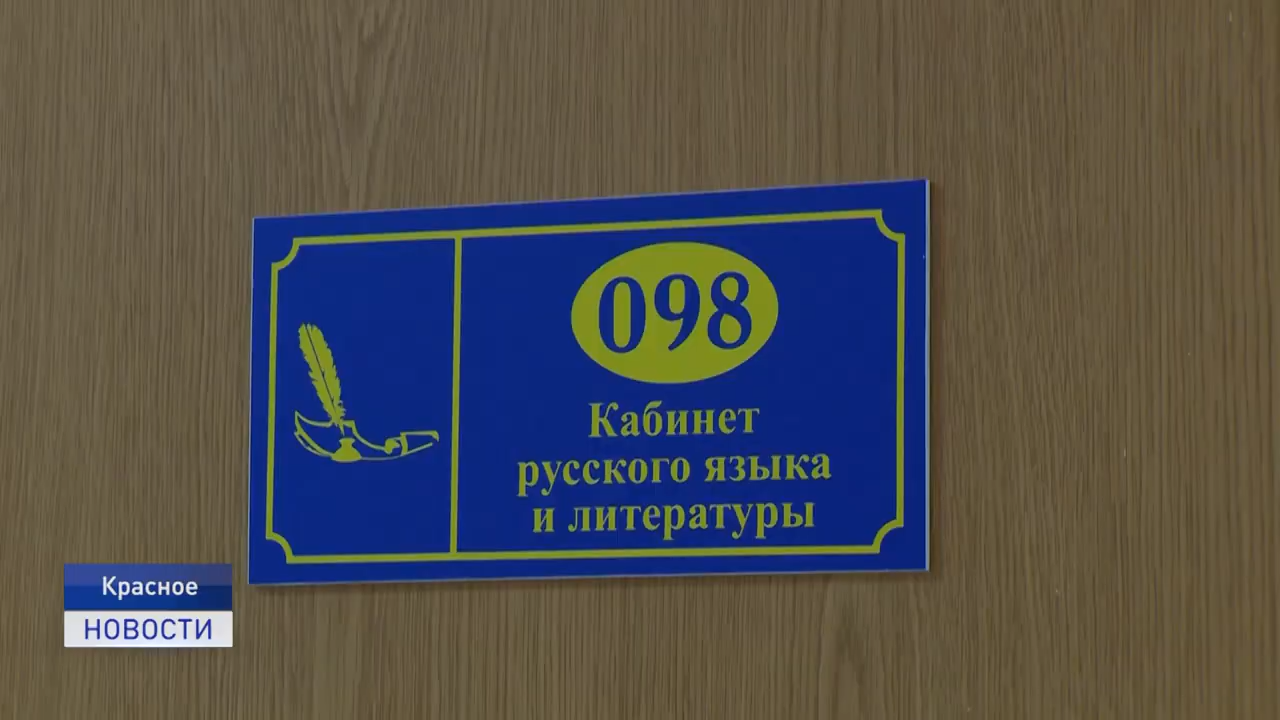 098
Кабинет
русского языка
и литературы
Красное
НОВОСТИ